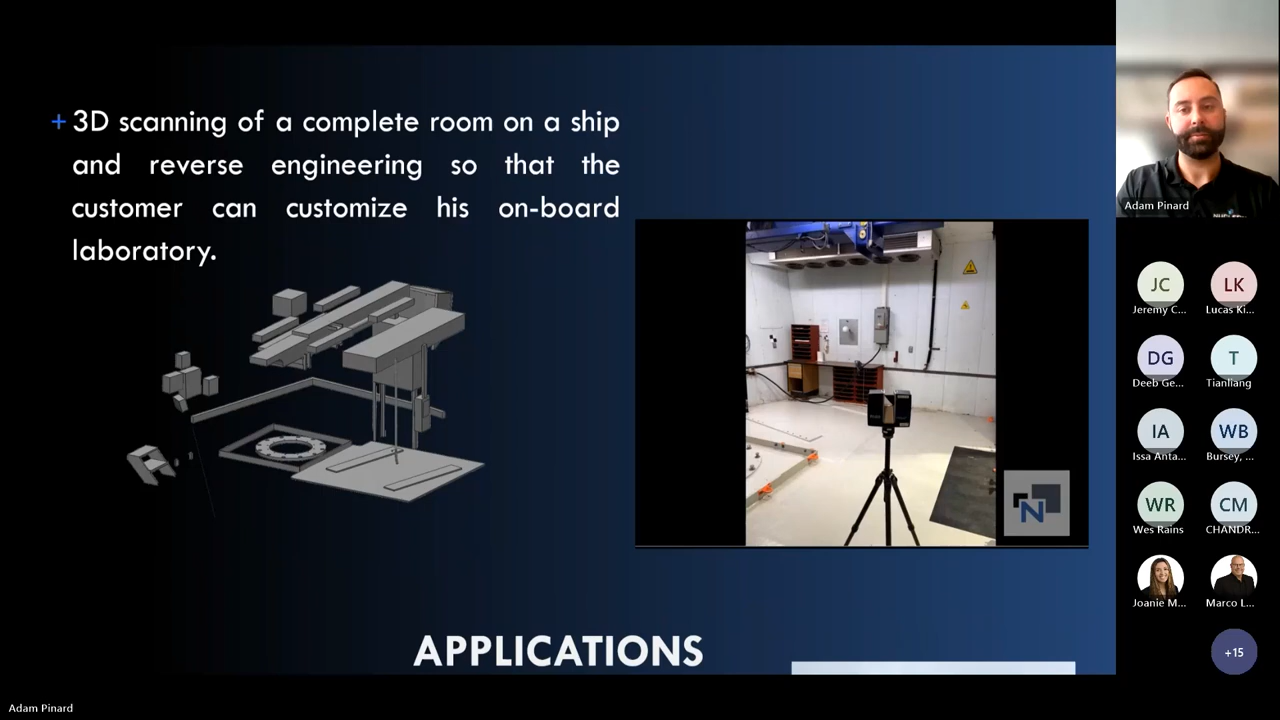 + 3D scanning of a complete room on a ship
and reverse engineering so that the
customer can customize his on-board
laboratory.
N
APPLICATIONS
Adam Pinard
JC
Jeremy C...
LK
Lucas Ki...
DG
Deeb Ge...
T
Tianliang
IA
Issa Anta...
WB
Bursey, ...
WR
Wes Rains
CM
CHANDR...
Joanie M...
Marco L...
+15
Adam Pinard